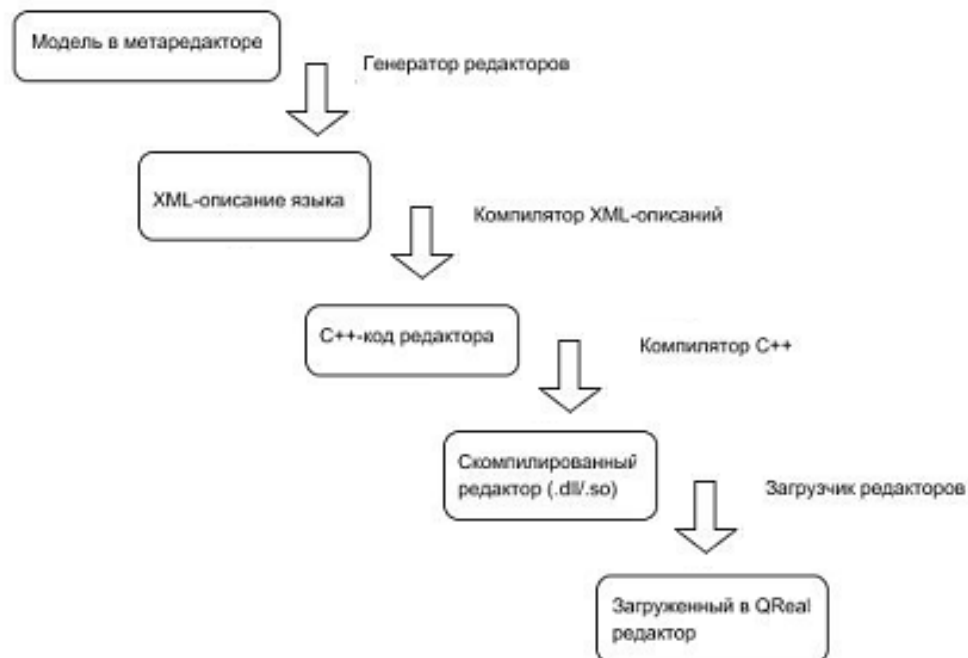 Модель в метаредакторе
Генератор редакторов
XML-описание языка
Компилятор XML-описаний
C++-код редактора
Компилятор C++
Скомпилированный
редактор (.dll/.so)
Загрузчик редакторов
Загруженный в QReal
редактор